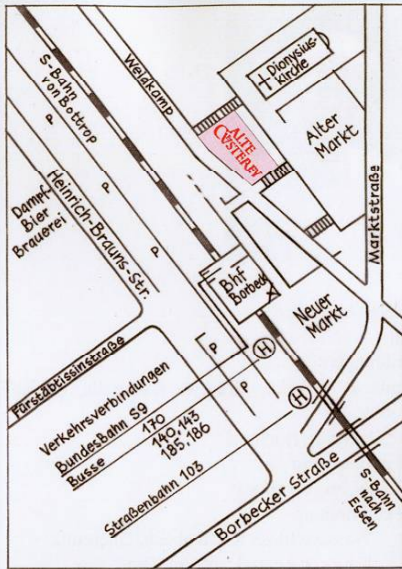 S-Bahn
von Bottrop
Weidkamp
Dionysius-
Kirche
ALTE
CÜSTEREY
Alter
Markt
Marktstraße
P
P
P
P
Dampf-
Bier
Brauerei
Heinrich-Brauns-Str.
Bhf
Borbeck
Neuer
Markt
Fürstäbtissinstraße
P
P
H
H
Verkehrsverbindungen
Bundesbahn S9
Busse 170
140,143
185,186
Straßenbahn 103
Borbecker Straße
S-Bahn
nach
Essen